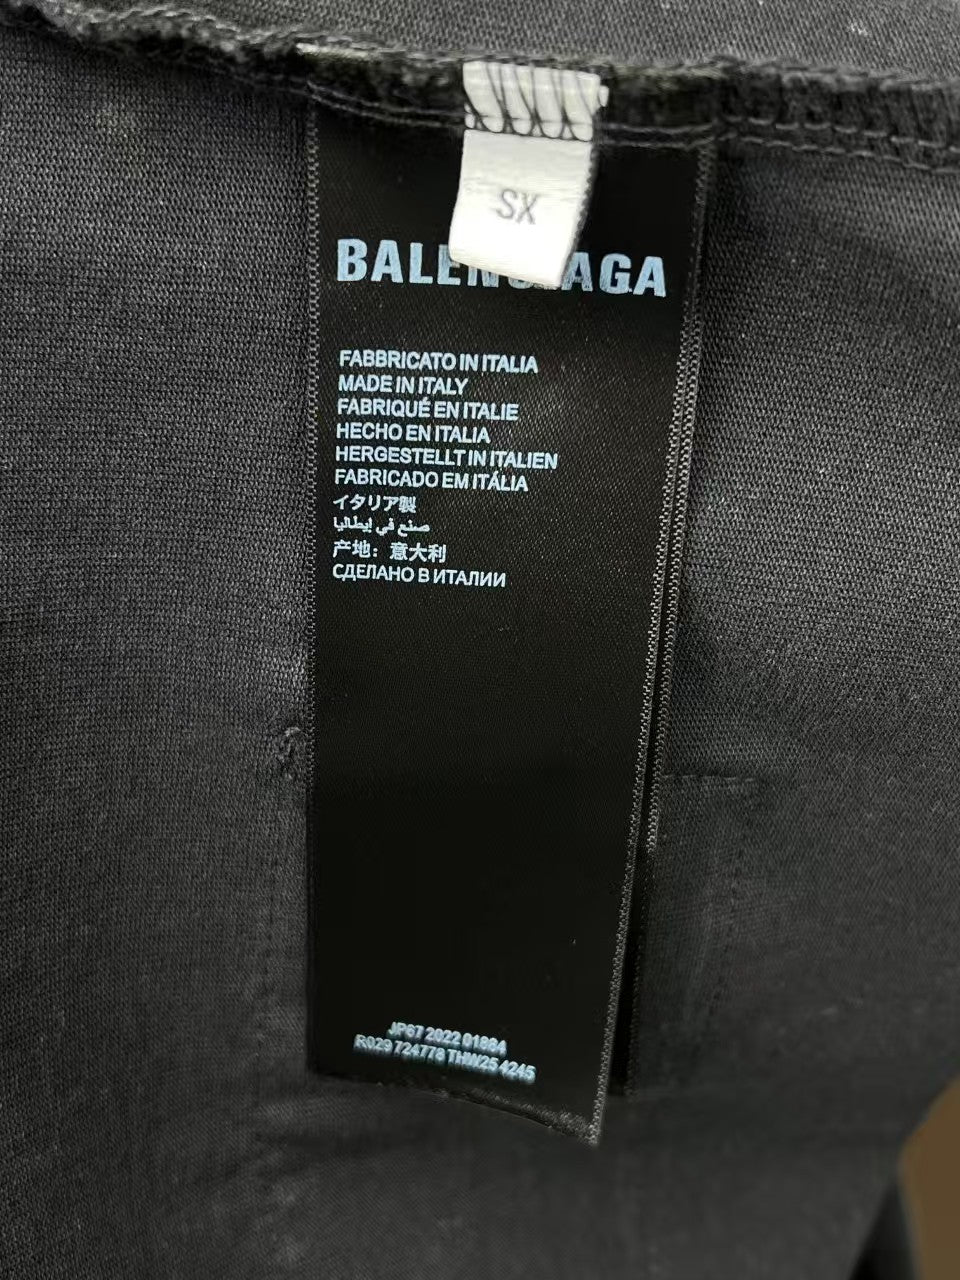 SX
BALENCIAGA
FABBRICATO IN ITALIA
MADE IN ITALY
FABRIQUÉ EN ITALIE
HECHO EN ITALIA
HERGESTELLT IN ITALIEN
FABRICADO EM ITÁLIA
イタリア製
صنع في إيطاليا
产地：意大利
СДЕЛАНО В ИТАЛИИ
JP67 2022 01884
R029 724778 THW25 4245